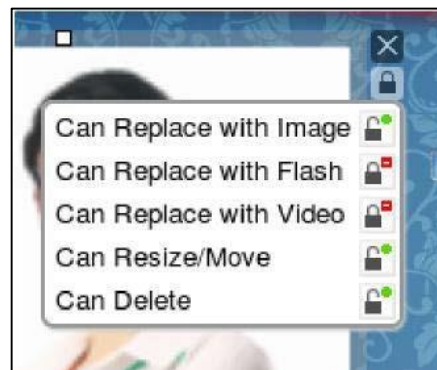 Can Replace with Image
Can Replace with Flash
Can Replace with Video
Can Resize/Move
Can Delete